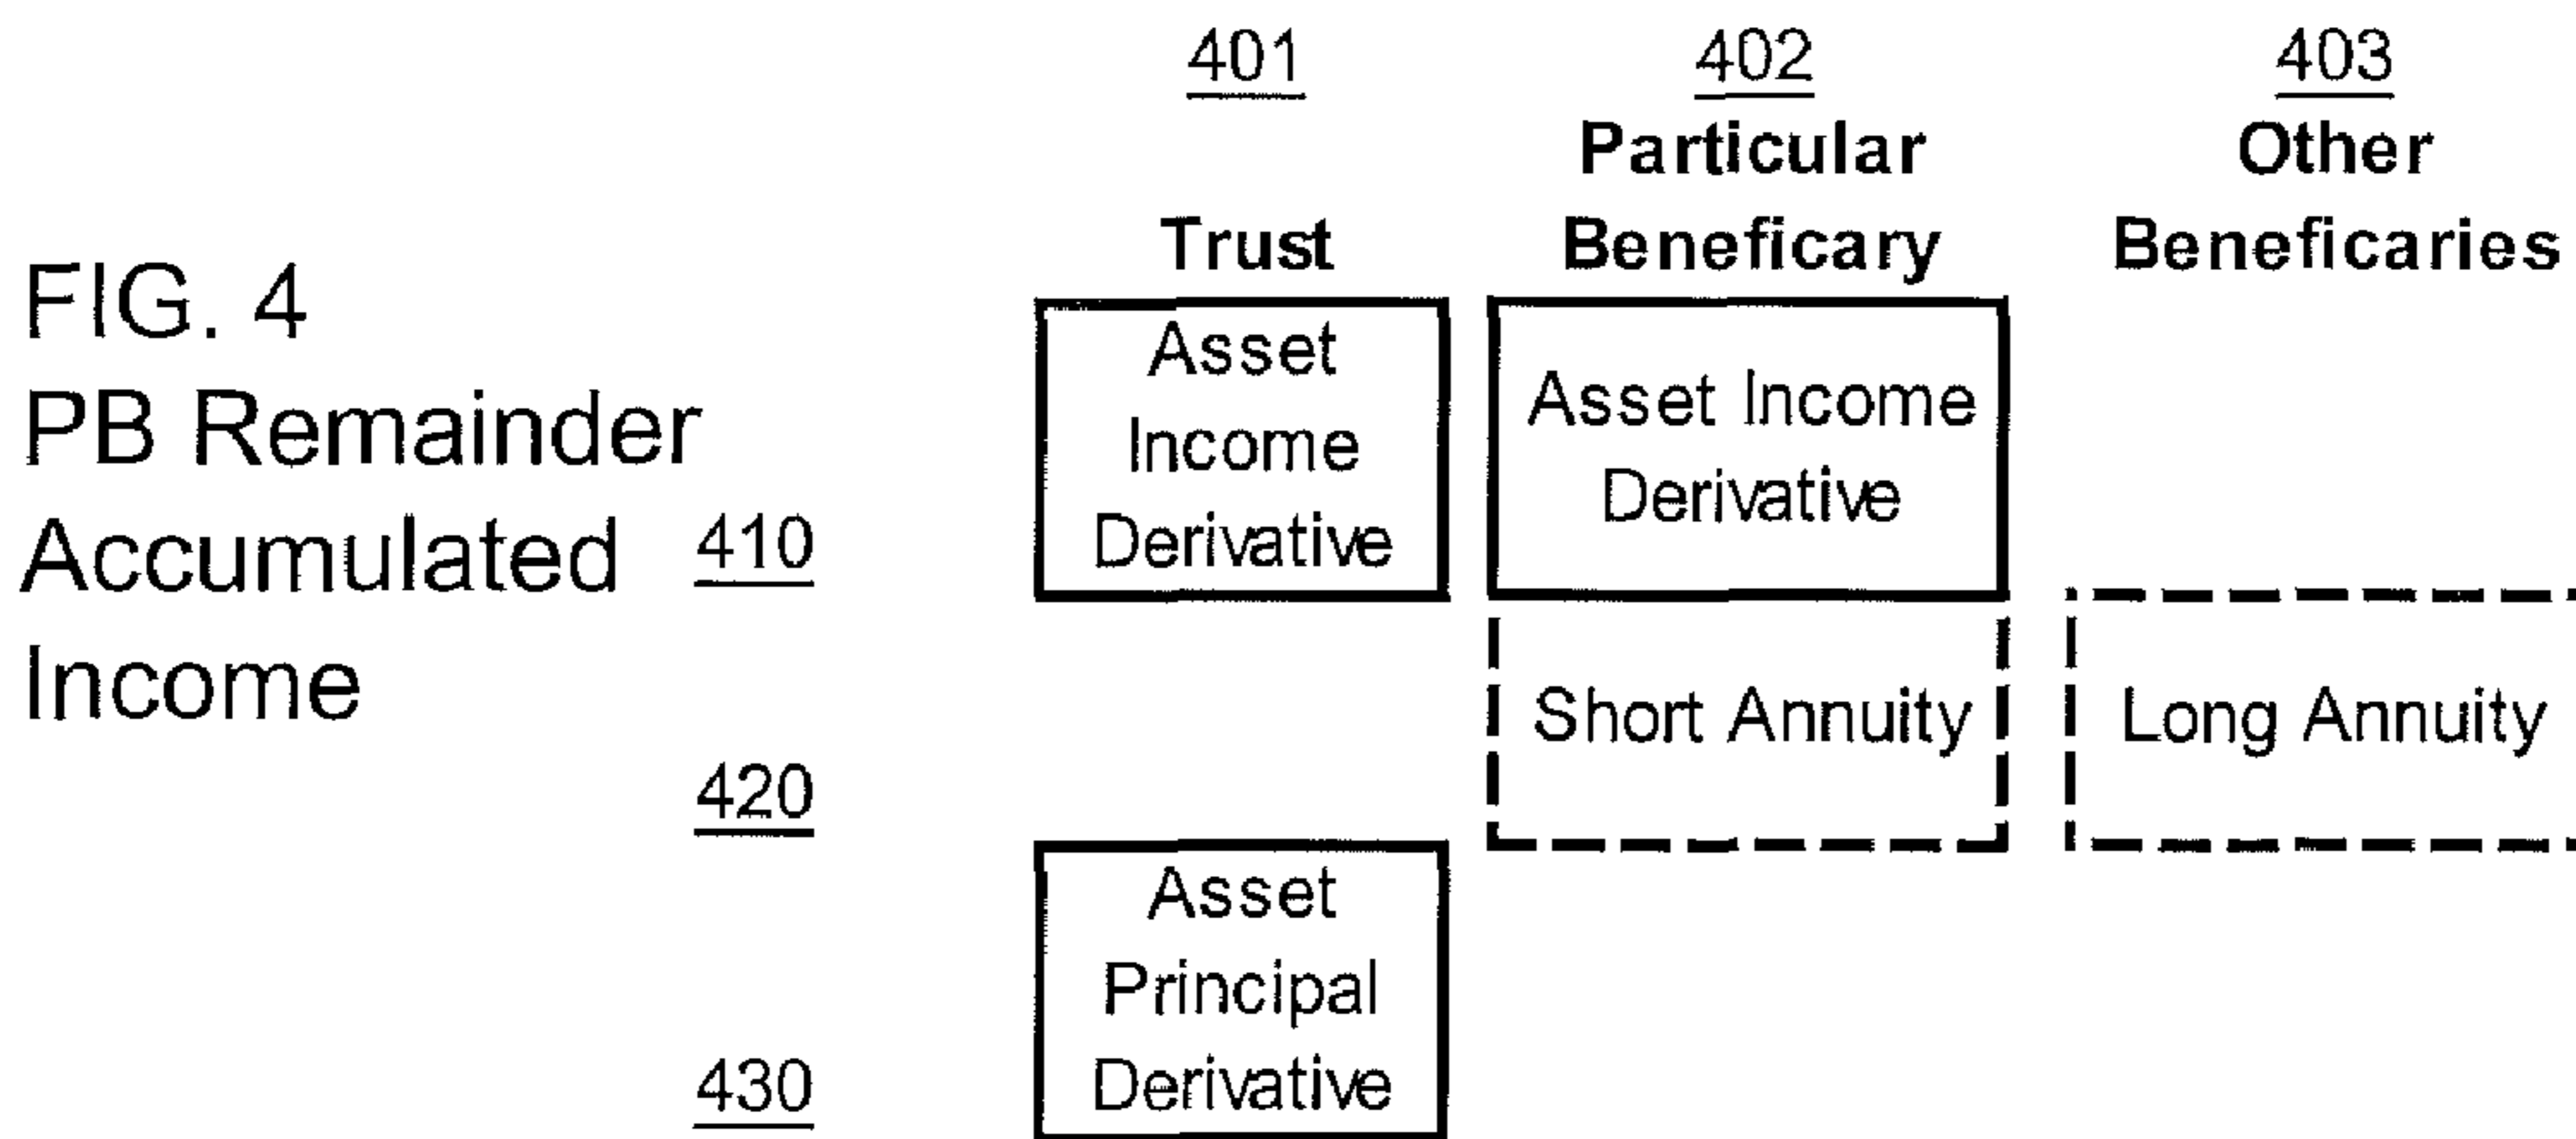 401 402 403
Particular Other
Trust Beneficary Beneficaries
FIG. 4
PB Remainder
Accumulated 410
Income
420
430
Asset
Income
Derivative
Asset Income
Derivative
Short Annuity
Long Annuity
Asset
Principal
Derivative